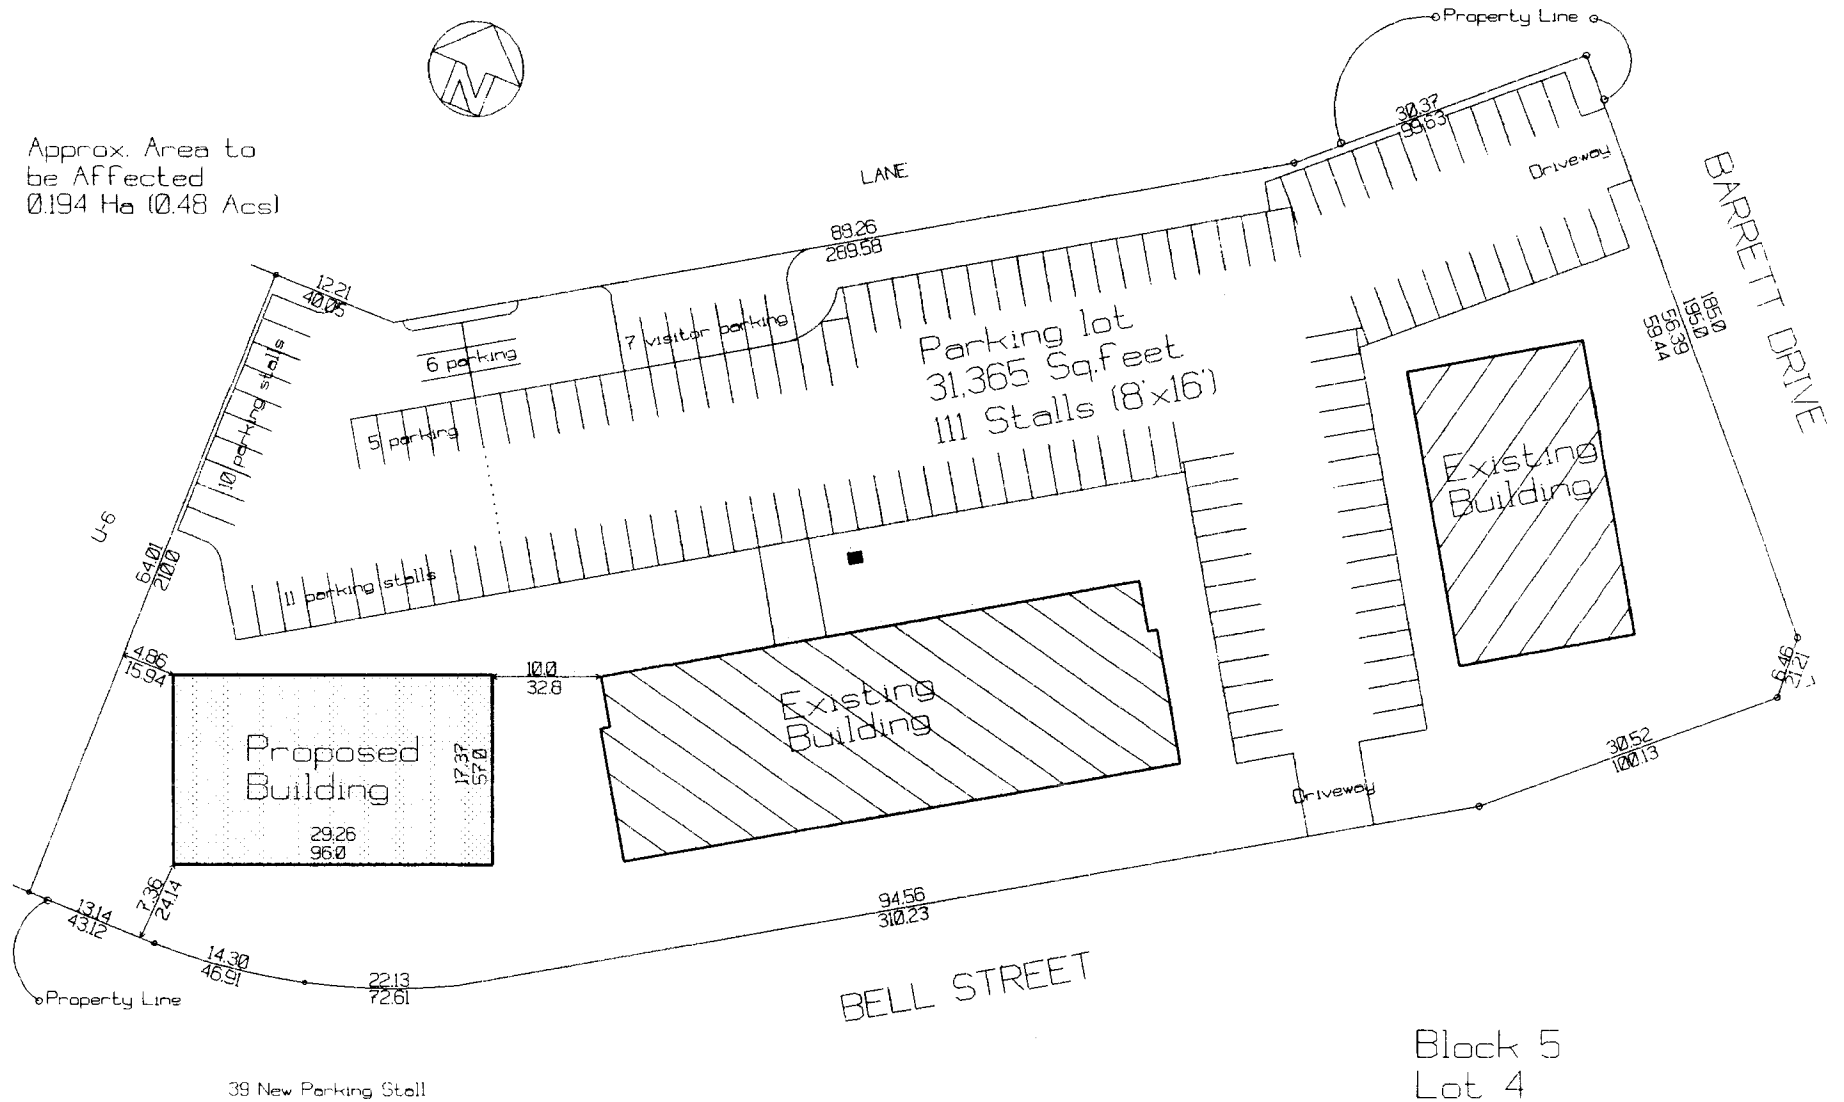 Property Line
N
Approx. Area to
be Affected
0.194 Ha (0.48 Acs)
LANE
30.37
99.63
Driveway
BARRETT DRIVE
89.26
289.58
12.21
40.05
7 visitor parking
6 parking
5 parking
10 parking stalls
Parking lot
31,365 Sq.feet
111 Stalls (8'x16')
185.0
195.0
56.39
59.44
Existing
Building
U-6
64.01
210.0
11 parking stalls
4.86
15.94
10.0
32.8
6.46
21.21
Existing
Building
Proposed
Building
17.37
57.0
29.26
96.0
30.52
100.13
Driveway
7.36
24.14
13.14
43.12
94.56
310.23
14.30
46.91
22.13
72.61
Property Line
BELL STREET
Block 5
Lot 4
39 New Parking Stall